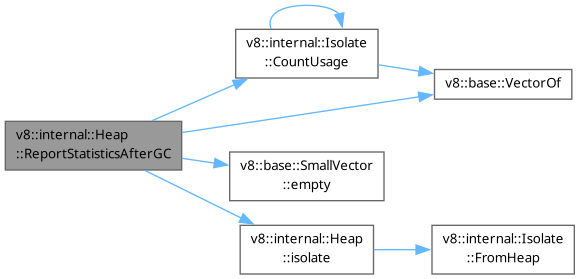 v8::internal::Isolate
::CountUsage
v8::base::VectorOf
v8::internal::Heap
::ReportStatisticsAfterGC
v8::base::SmallVector
::empty
v8::internal::Heap
::isolate
v8::internal::Isolate
::FromHeap